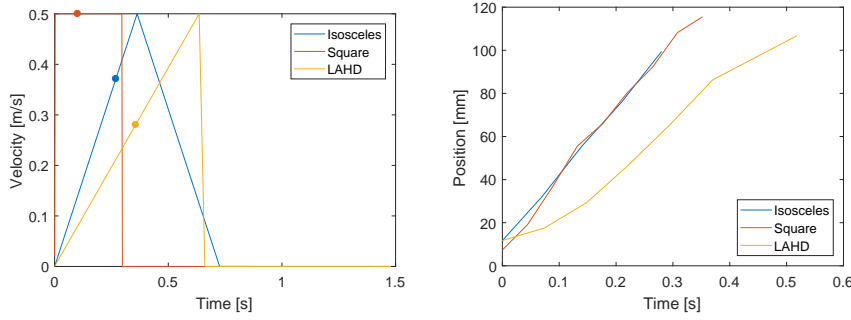 0.5
0.4
0.3
0.2
0.1
0
Velocity [m/s]
0
0.5
1
1.5
Time [s]
Isosceles
Square
LAHD
120
100
80
60
40
20
0
Position [mm]
0
0.1
0.2
0.3
0.4
0.5
0.6
Time [s]
Isosceles
Square
LAHD